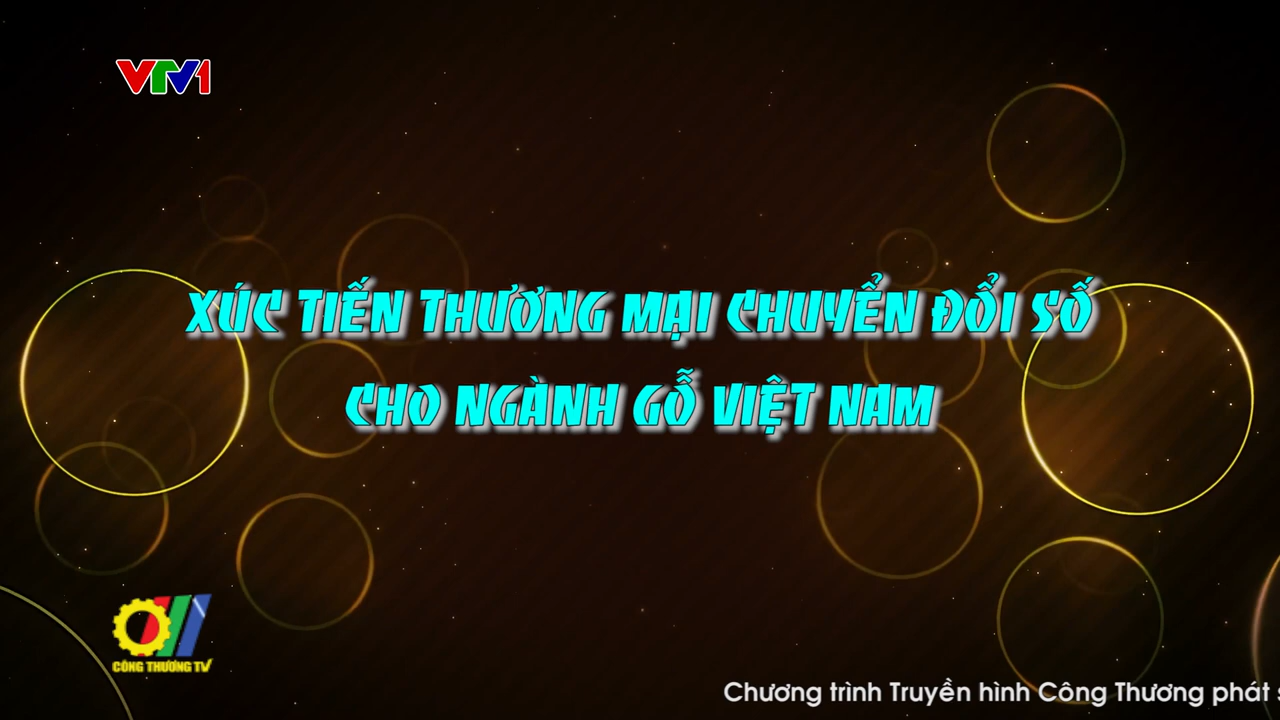 VTV1
XÚC TIẾN THƯƠNG MẠI CHUYỂN ĐỔI SỐ
CHO NGÀNH GỖ VIỆT NAM
CÔNG THƯƠNG TV
Chương trình Truyền hình Công Thương phát